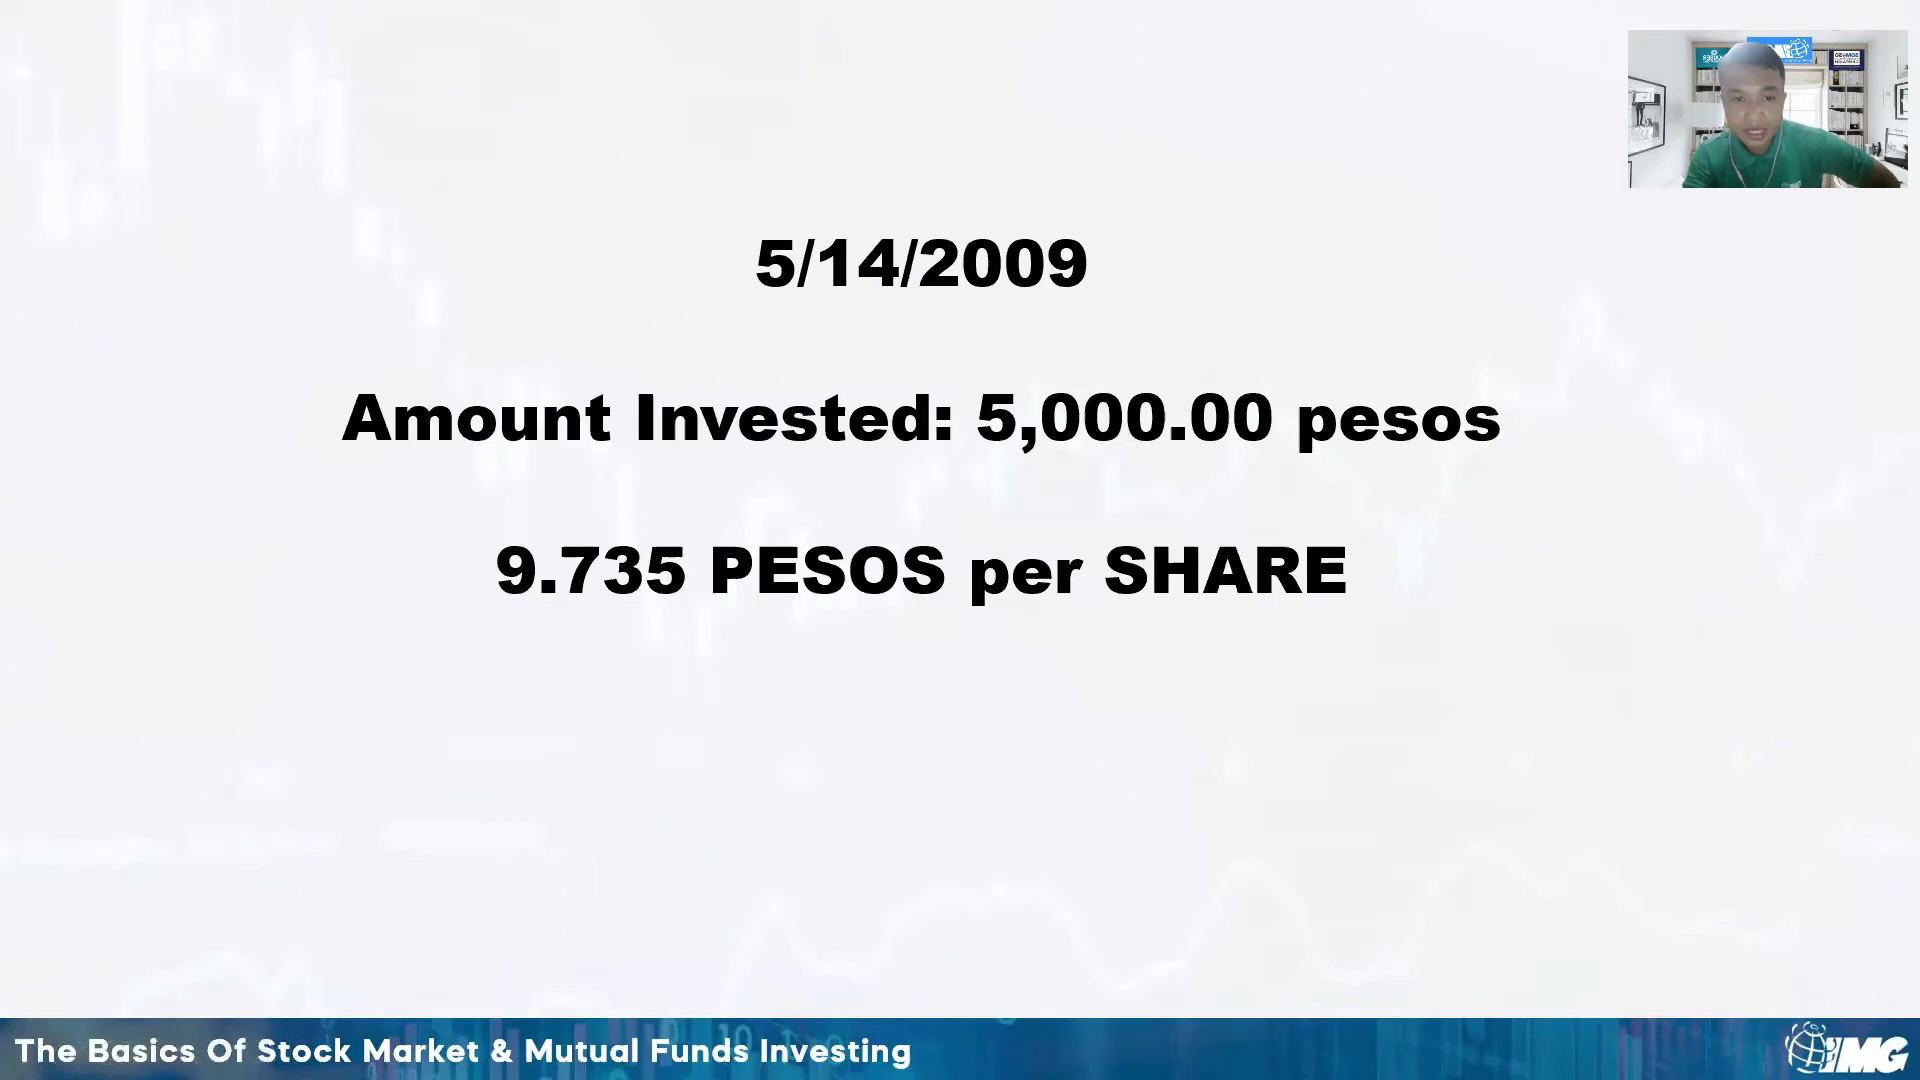 5/14/2009
Amount Invested: 5,000.00 pesos
9.735 PESOS per SHARE
The Basics Of Stock Market & Mutual Funds Investing
IMG